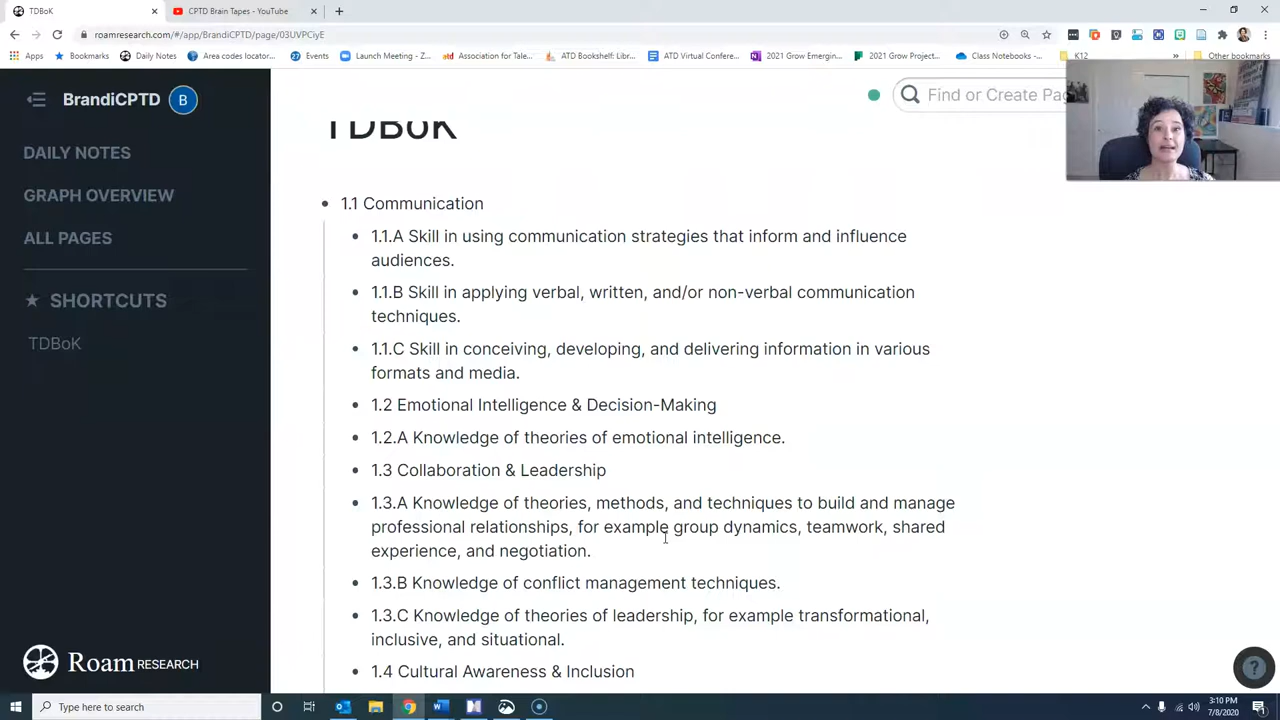 TDBoK
CPTD Brain Tapes - YouTube
roamresearch.com/#/app/BrandiCPTD/page/03UVPCiyE
Apps
Bookmarks
Daily Notes
Area codes locator...
Events
Launch Meeting - Z...
Association for Tale...
ATD Bookshelf: Libr...
ATD Virtual Confere...
2021 Grow Emergin...
2021 Grow Project...
Class Notebooks -...
K12
»
Other bookmarks
BrandiCPTD B
DAILY NOTES
GRAPH OVERVIEW
ALL PAGES
★ SHORTCUTS
TDBoK
Roam RESEARCH
Find or Create Pag
TDBoK
1.1 Communication
1.1.A Skill in using communication strategies that inform and influence
audiences.
1.1.B Skill in applying verbal, written, and/or non-verbal communication
techniques.
1.1.C Skill in conceiving, developing, and delivering information in various
formats and media.
1.2 Emotional Intelligence & Decision-Making
1.2.A Knowledge of theories of emotional intelligence.
1.3 Collaboration & Leadership
1.3.A Knowledge of theories, methods, and techniques to build and manage
professional relationships, for example group dynamics, teamwork, shared
experience, and negotiation.
1.3.B Knowledge of conflict management techniques.
1.3.C Knowledge of theories of leadership, for example transformational,
inclusive, and situational.
1.4 Cultural Awareness & Inclusion
?
Type here to search
3:10 PM
7/8/2020